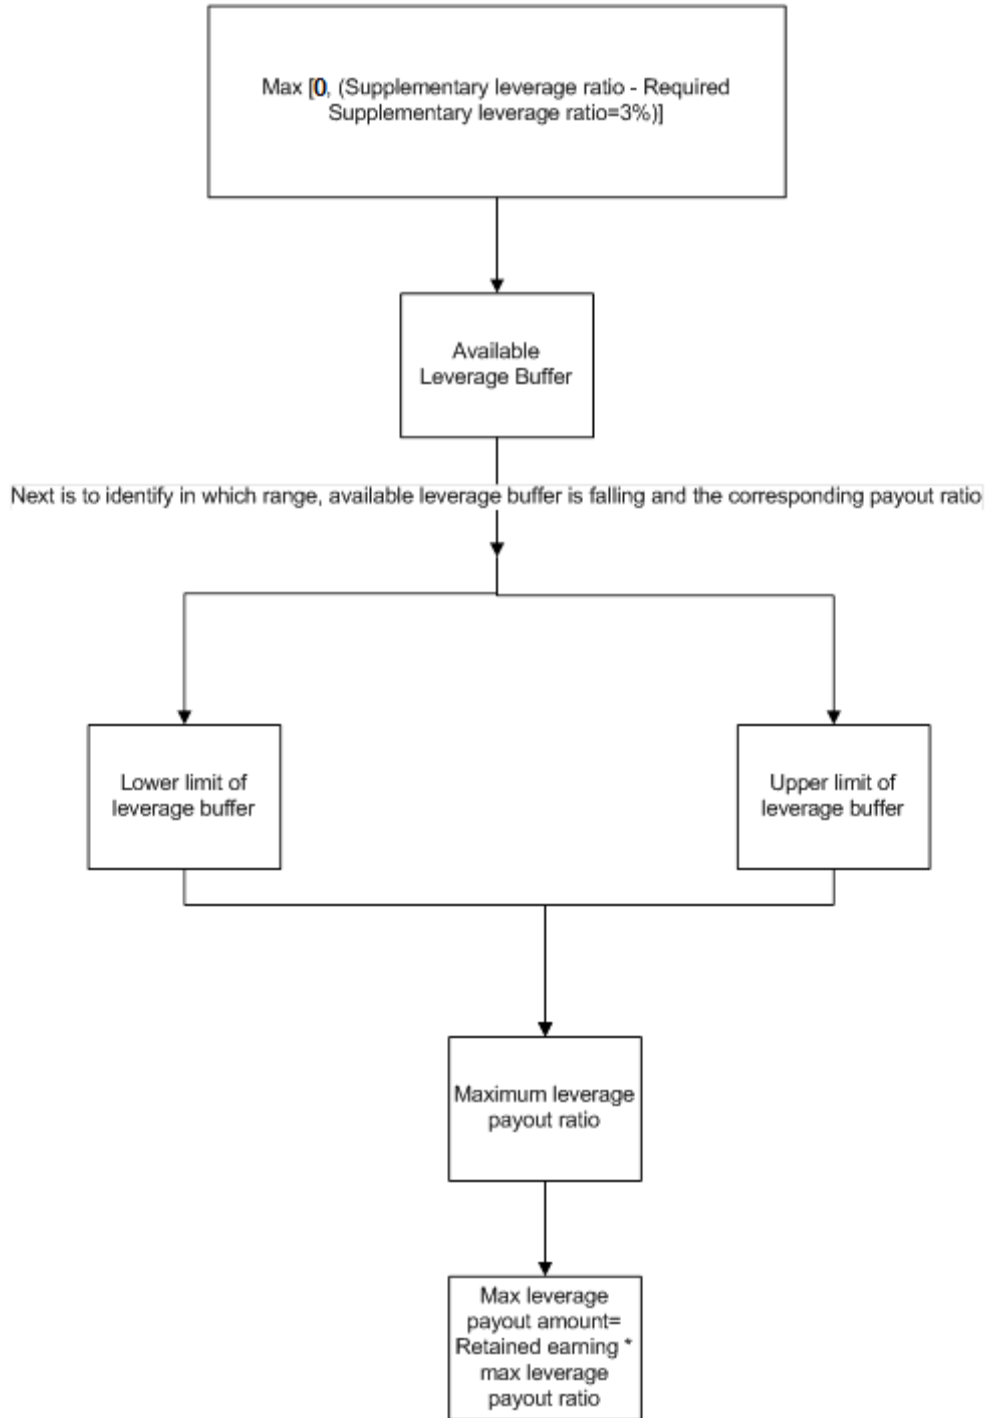 Max [0, (Supplementary leverage ratio - Required
Supplementary leverage ratio=3%)]
Available
Leverage Buffer
Next is to identify in which range, available leverage buffer is falling and the corresponding payout ratio
Lower limit of
leverage buffer
Upper limit of
leverage buffer
Maximum leverage
payout ratio
Max leverage
payout amount=
Retained earning *
max leverage
payout ratio